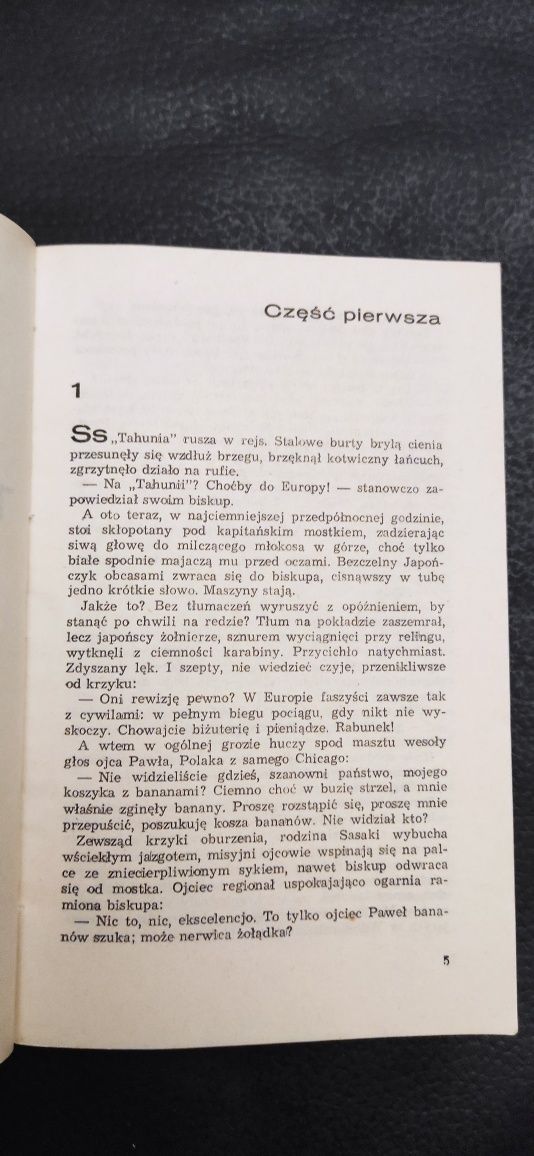 Część pierwsza
1
Ss „Tahunia” rusza w rejs. Stalowe burty bryłą cienia
przesunęły się wzdłuż brzegu, brzęknął kotwiczny łańcuch,
zgrzytnęło działo na rufie.
— Na „Tahunii”? Choćby do Europy! — stanowczo za-
powiedział swoim biskup.
A oto teraz, w najciemniejszej przedpółnocnej godzinie,
stoi skłopotany pod kapitańskim mostkiem, zadzierając
siwą głowę do milczącego młokosa w górze, choć tylko
białe spodnie majaczą mu przed oczami. Bezczelny Japoń-
czyk obcasami zwraca się do biskupa, cisnąwszy w tubę
jedno krótkie słowo. Maszyny stają.
Jakże to? Bez tłumaczeń wyruszyć z opóźnieniem, by
stanąć po chwili na redzie? Tłum na pokładzie zaszemrał,
lecz japońscy żołnierze, sznurem wyciągnięci przy relingu,
wytknęli z ciemności karabiny. Przycichło natychmiast.
Zdyszany lęk. I szepty, nie wiedzieć czyje, przenikliwsze
od krzyku:
— Oni rewizję pewno? W Europie faszyści zawsze tak
z cywilami: w pełnym biegu pociągu, gdy nikt nie wy-
skoczy. Chowajcie biżuterię i pieniądze. Rabunek!
A wtem w ogólnej grozie huczy spod masztu wesoły
głos ojca Pawła, Polaka z samego Chicago:
— Nie widzieliście gdzieś, szanowni państwo, mojego
koszyka z bananami? Ciemno choć w buzię strzel, a mnie
właśnie zginęły banany. Proszę rozstąpić się, proszę mnie
przepuścić, poszukuję kosza bananów. Nie widział kto?
Zewsząd krzyki oburzenia, rodzina Sasaki wybucha
wściekłym jazgotem, misyjni ojcowie wspinają się na pal-
ce ze zniecierpliwionym sykiem, nawet biskup odwraca
się od mostka. Ojciec regionał uspokajająco ogarnia ra-
miona biskupa:
— Nic to, nic, ekscelencjo. To tylko ojciec Paweł bana-
nów szuka; może nerwica żołądka?
5